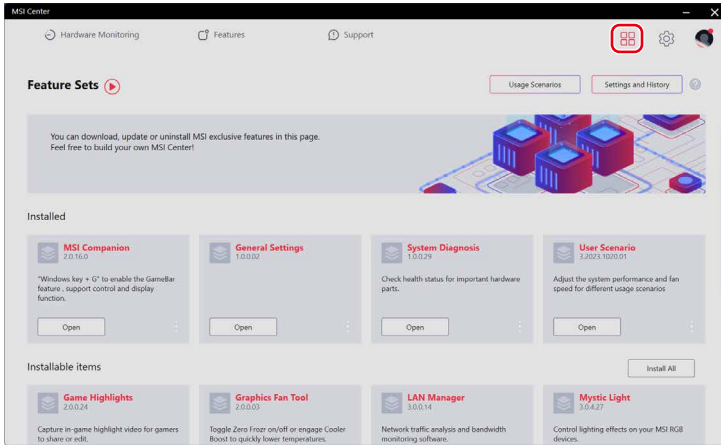 MSI Center
Hardware Monitoring
Features
Support
Feature Sets
Usage Scenarios
Settings and History
You can download, update or uninstall MSI exclusive features in this page.
Feel free to build your own MSI Center!
Installed
MSI Companion
2.0.16.0
"Windows key + G" to enable the GameBar
feature , support control and display
function.
Open
General Settings
1.0.0.02
Open
System Diagnosis
1.0.0.29
Check health status for important hardware
parts.
Open
User Scenario
3.2023.1020.01
Adjust the system performance and fan
speed for different usage scenarios
Open
Installable items
Install All
Game Highlights
2.0.0.24
Capture in-game highlight video for gamers
to share or edit.
Graphics Fan Tool
2.0.0.03
Toggle Zero Frozr on/off or engage Cooler
Boost to quickly lower temperatures.
LAN Manager
3.0.0.14
Network traffic analysis and bandwidth
monitoring software.
Mystic Light
3.0.4.27
Control lighting effects on your MSI RGB
devices.